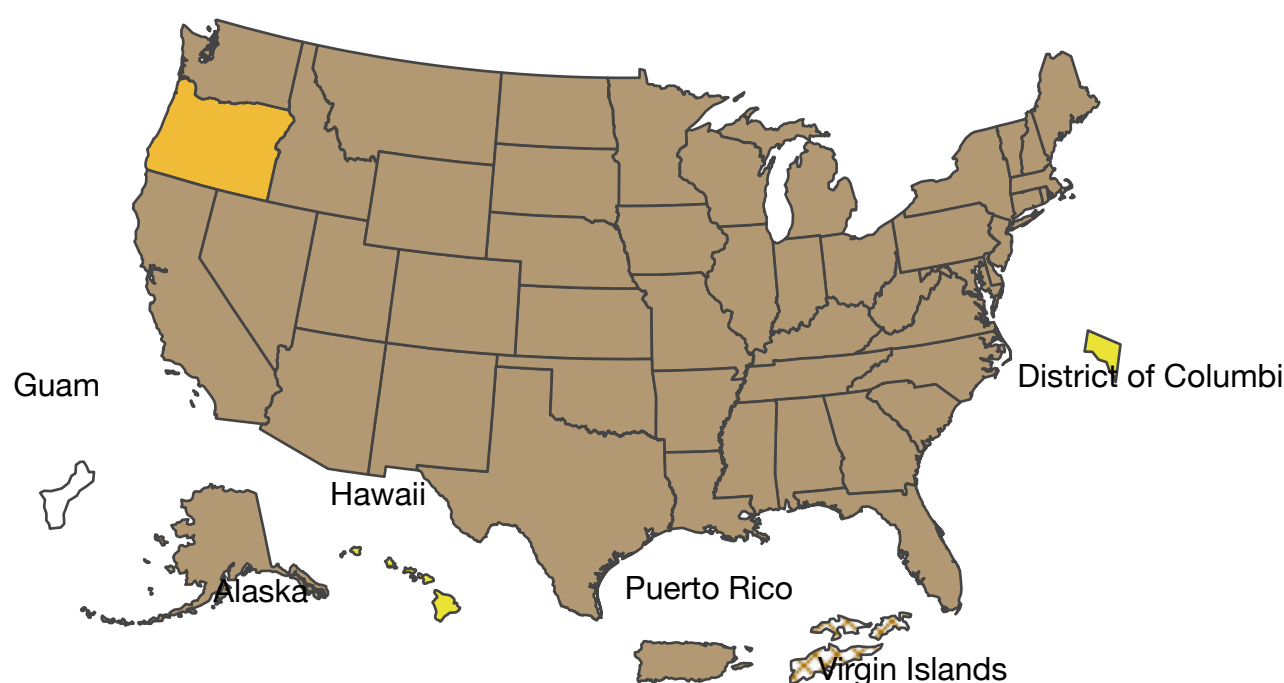 Guam
District of Columbi
Hawaii
Alaska
Puerto Rico
Virgin Islands